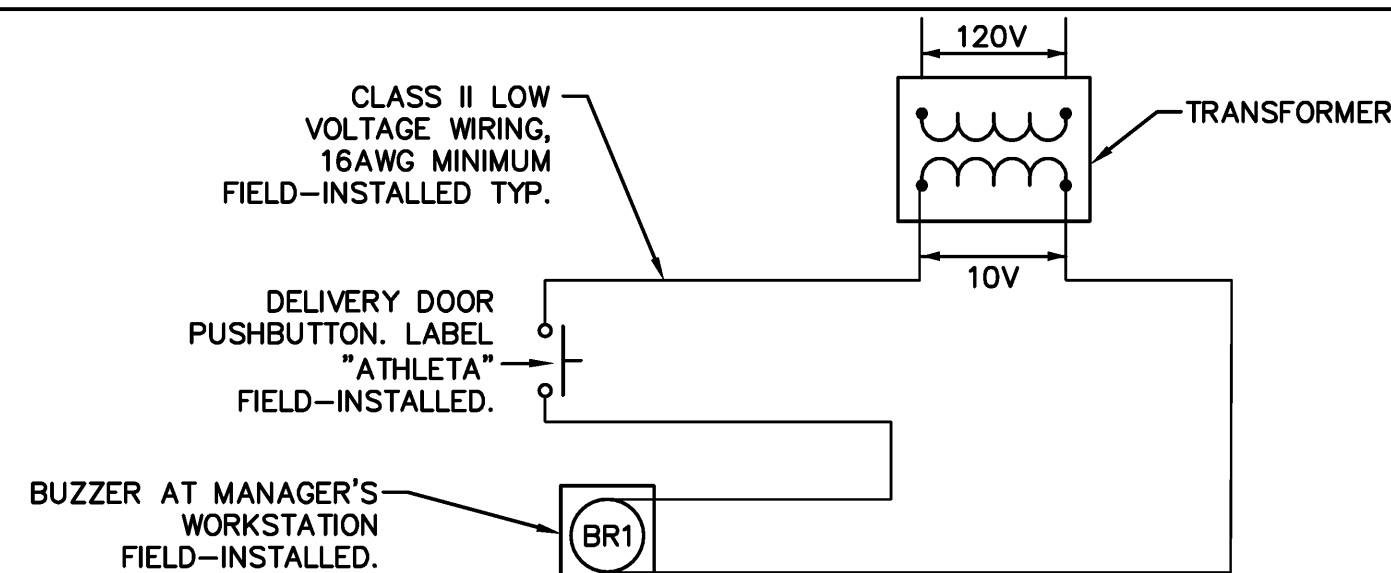 120V
CLASS II LOW
VOLTAGE WIRING,
16AWG MINIMUM
FIELD-INSTALLED TYP.
TRANSFORMER
10V
DELIVERY DOOR
PUSHBUTTON. LABEL
"ATHLETA"
FIELD-INSTALLED.
BUZZER AT MANAGER'S
WORKSTATION
FIELD-INSTALLED.
BR1